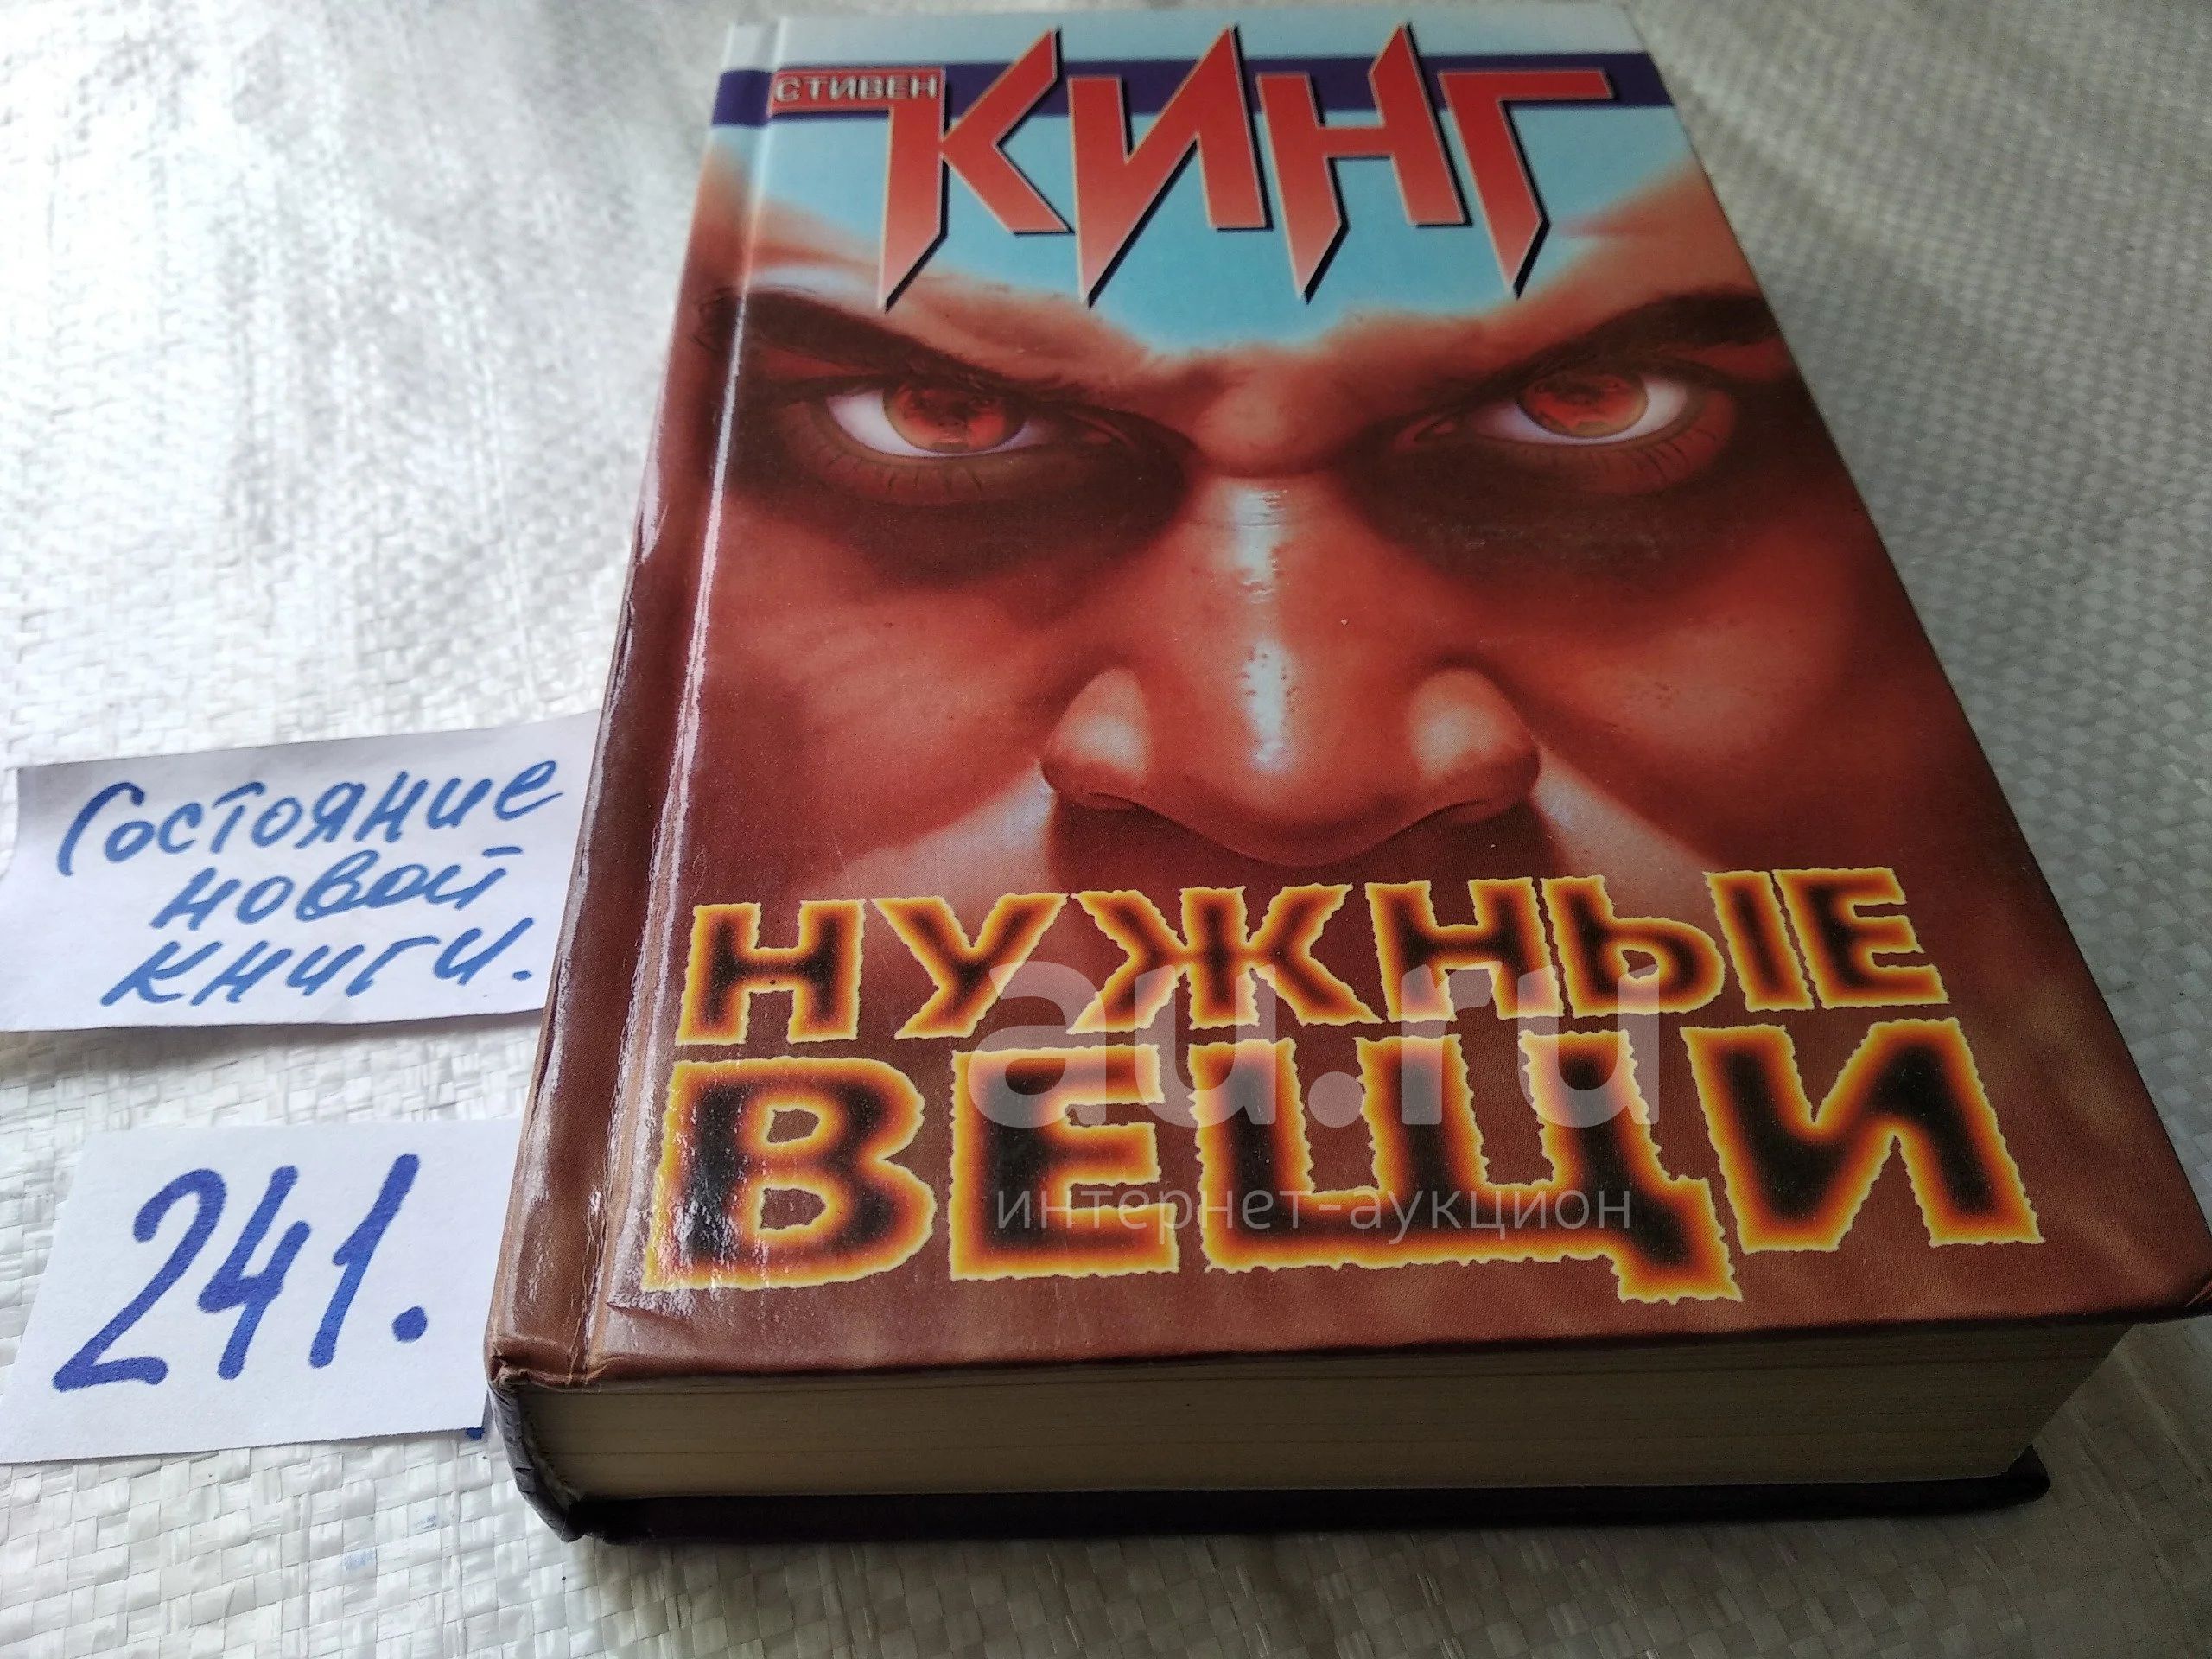 СТИВЕН
КИНГ
НУЖНЫЕ
ВЕЩИ
au.ru
интернет-аукцион
Состояние
новой
книги.
241.